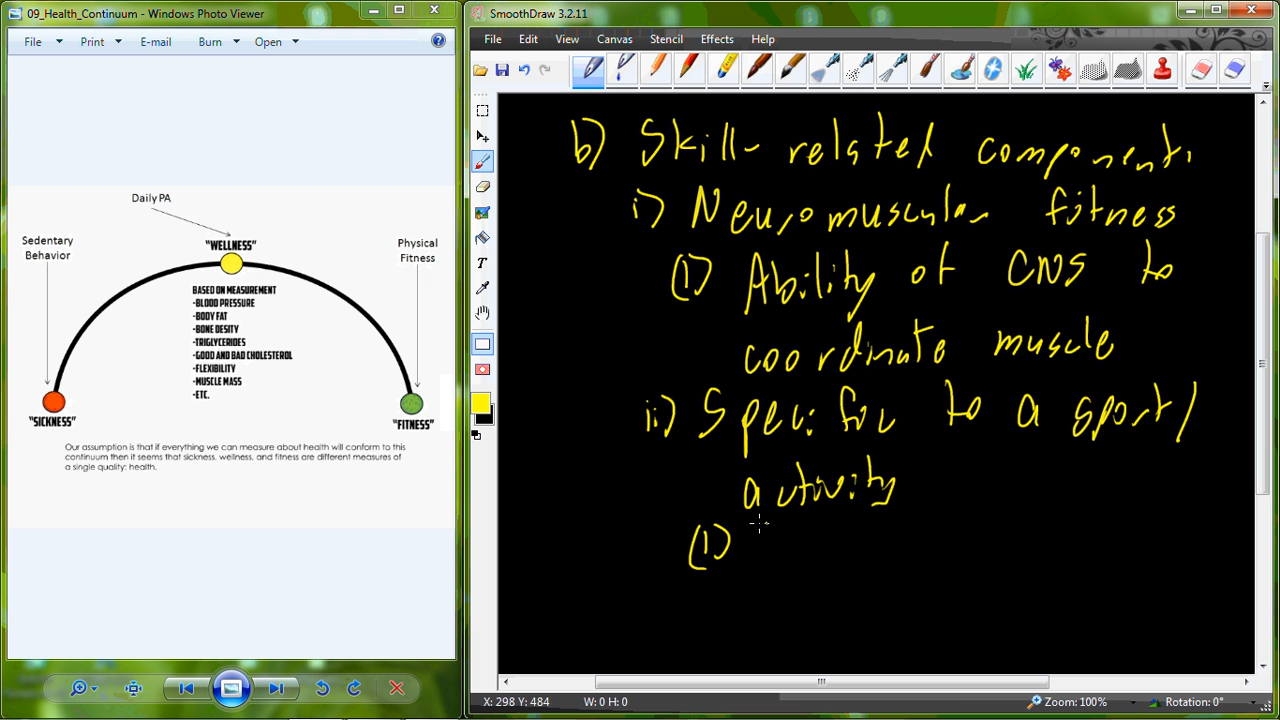 09_Health_Continuum - Windows Photo Viewer
File Print E-mail Burn Open
Daily PA
Sedentary
Behavior
Physical
Fitness
"WELLNESS"
BASED ON MEASUREMENT
-BLOOD PRESSURE
-BODY FAT
-BONE DESITY
-TRIGLYCERIDES
-GOOD AND BAD CHOLESTEROL
-FLEXIBILITY
-MUSCLE MASS
-ETC.
"SICKNESS"
"FITNESS"
Our assumption is that if everything we can measure about health will conform to this
continuum then it seems that sickness, wellness, and fitness are different measures of
a single quality: health.
SmoothDraw 3.2.11
File Edit View Canvas Stencil Effects Help
b) Skill-related components
i) Neuromuscular fitness
(1) Ability of CNS to
coordinate muscle
ii) Specific to a sport/
activity
(1)
X: 298 Y: 484 W: 0 H: 0 Zoom: 100% Rotation: 0°